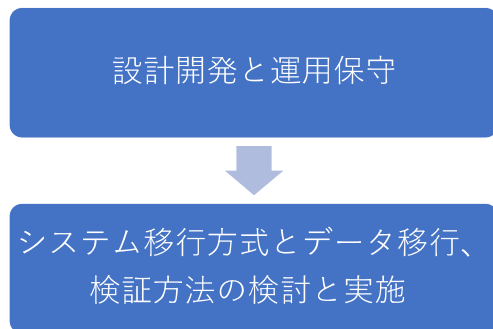 設計開発と運用保守
システム移行方式とデータ移行、
検証方法の検討と実施